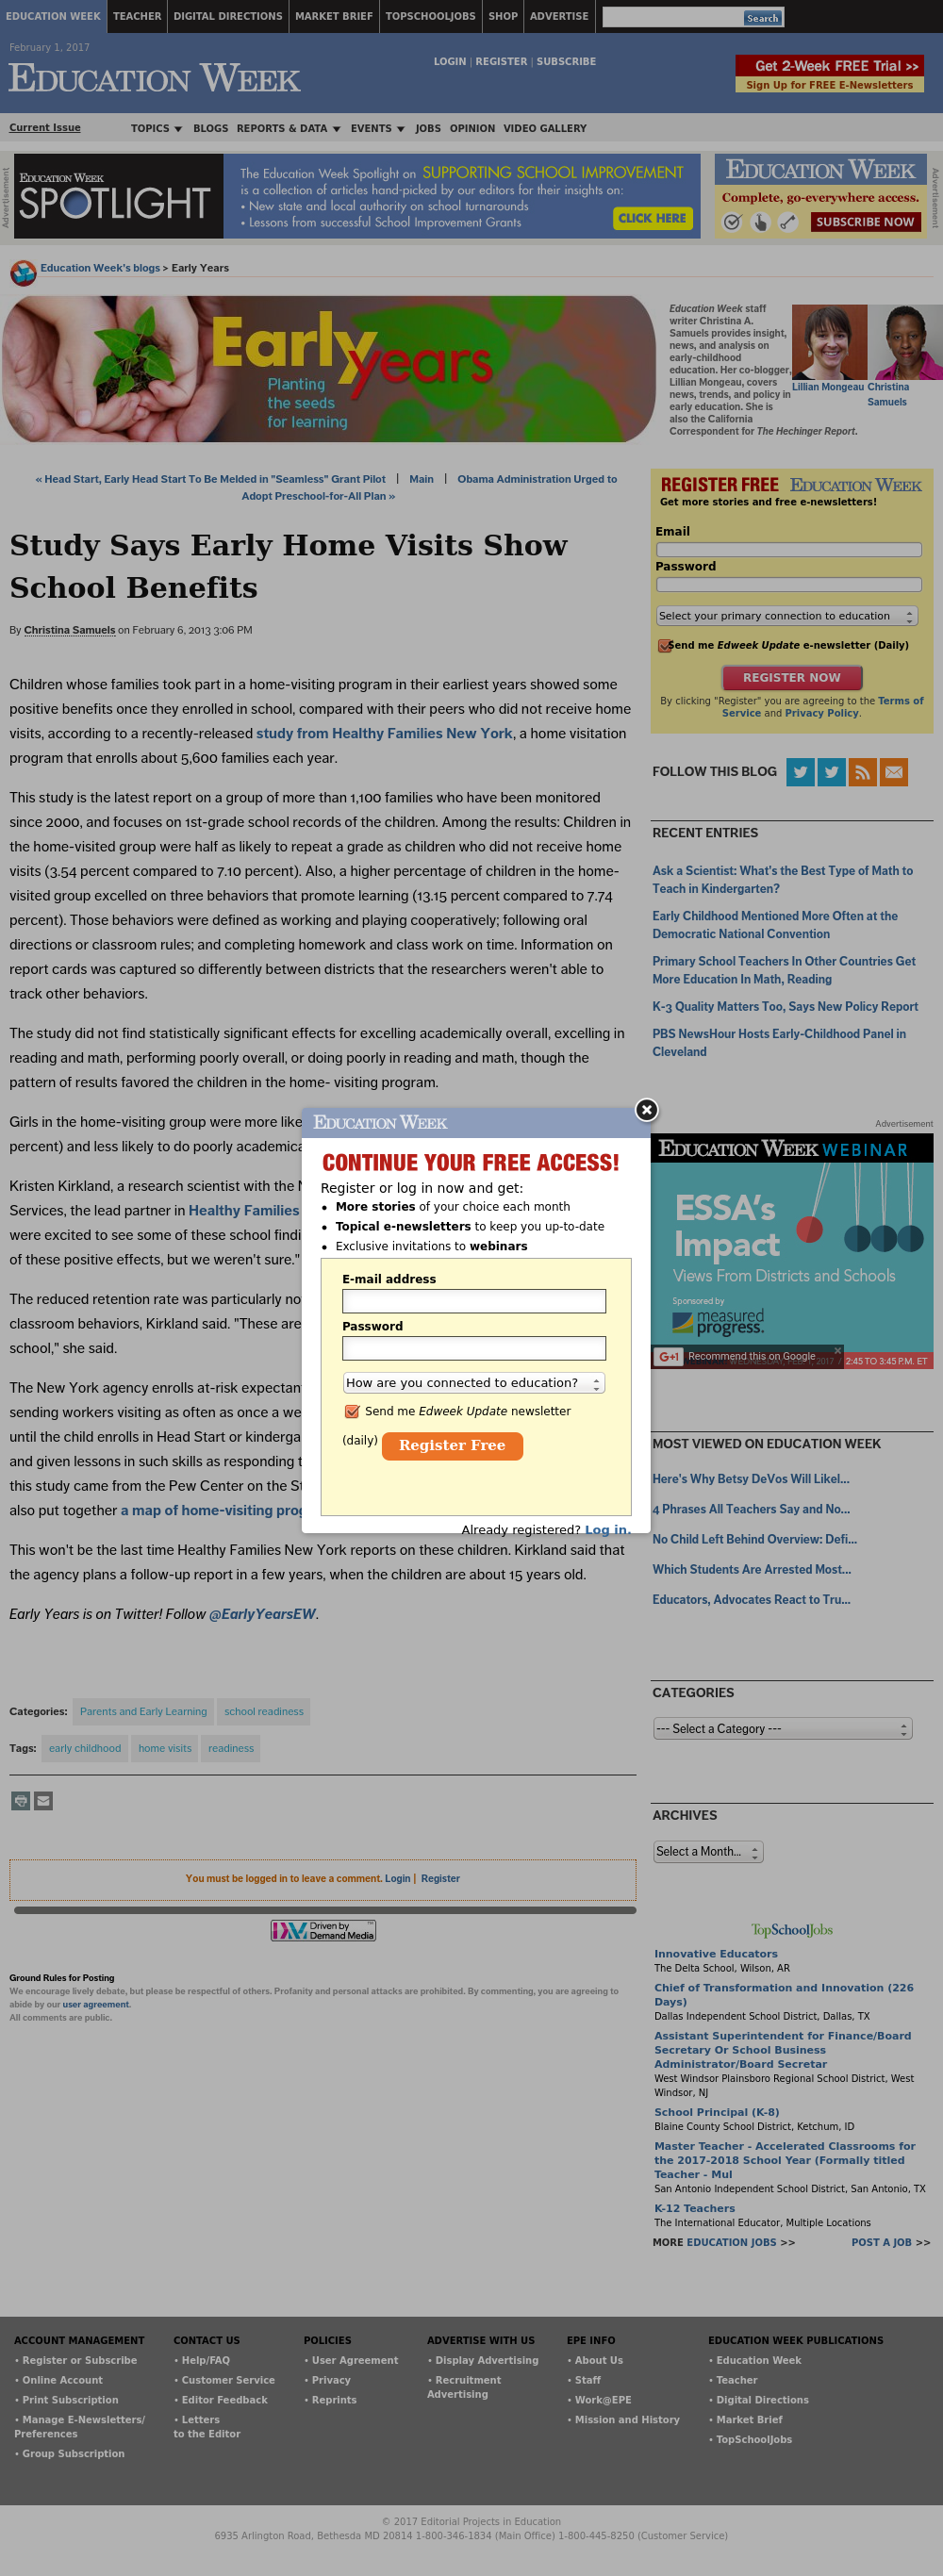 EDUCATION WEEK TEACHER DIGITAL DIRECTIONS MARKET BRIEF TOPSCHOOLJOBS SHOP ADVERTISE Search
February 1, 2017
EDUCATION WEEK
LOGIN | REGISTER | SUBSCRIBE
Get 2-Week FREE Trial >>
Sign Up for FREE E-Newsletters
Current Issue TOPICS BLOGS REPORTS & DATA EVENTS JOBS OPINION VIDEO GALLERY
Advertisement
EDUCATION WEEK
SPOTLIGHT
The Education Week Spotlight on SUPPORTING SCHOOL IMPROVEMENT
is a collection of articles hand-picked by our editors for their insights on:
• New state and local authority on school turnarounds
• Lessons from successful School Improvement Grants
CLICK HERE
EDUCATION WEEK
Complete, go-everywhere access.
SUBSCRIBE NOW
Advertisement
Education Week's blogs > Early Years
Early years
Planting
the seeds
for learning
Education Week staff
writer Christina A.
Samuels provides insight,
news, and analysis on
early-childhood
education. Her co-blogger,
Lillian Mongeau, covers
news, trends, and policy in
early education. She is
also the California
Correspondent for The Hechinger Report.
Lillian Mongeau Christina
Samuels
« Head Start, Early Head Start To Be Melded in "Seamless" Grant Pilot | Main | Obama Administration Urged to
Adopt Preschool-for-All Plan »
Study Says Early Home Visits Show
School Benefits
By Christina Samuels on February 6, 2013 3:06 PM
Children whose families took part in a home-visiting program in their earliest years showed some
positive benefits once they enrolled in school, compared with their peers who did not receive home
visits, according to a recently-released study from Healthy Families New York, a home visitation
program that enrolls about 5,600 families each year.
This study is the latest report on a group of more than 1,100 families who have been monitored
since 2000, and focuses on 1st-grade school records of the children. Among the results: Children in
the home-visited group were half as likely to repeat a grade as children who did not receive home
visits (3.54 percent compared to 7.10 percent). Also, a higher percentage of children in the home-
visited group excelled on three behaviors that promote learning (13.15 percent compared to 7.74
percent). Those behaviors were defined as working and playing cooperatively; following oral
directions or classroom rules; and completing homework and class work on time. Information on
report cards was captured so differently between districts that the researchers weren't able to
track other behaviors.
The study did not find statistically significant effects for excelling academically overall, excelling in
reading and math, performing poorly overall, or doing poorly in reading and math, though the
pattern of results favored the children in the home- visiting program.
Girls in the home-visiting group were more like
percent) and less likely to do poorly academica
Kristen Kirkland, a research scientist with the N
Services, the lead partner in Healthy Families
were excited to see some of these school findi
of these positive effects, but we weren't sure."
The reduced retention rate was particularly no
classroom behaviors, Kirkland said. "These are
school," she said.
The New York agency enrolls at-risk expectan
sending workers visiting as often as once a we
until the child enrolls in Head Start or kinderga
and given lessons in such skills as responding t
this study came from the Pew Center on the St
also put together a map of home-visiting prog
This won't be the last time Healthy Families New York reports on these children. Kirkland said that
the agency plans a follow-up report in a few years, when the children are about 15 years old.
Early Years is on Twitter! Follow @EarlyYearsEW.
Categories: Parents and Early Learning school readiness
Tags: early childhood home visits readiness
You must be logged in to leave a comment. Login | Register
Driven by
Demand Media
Ground Rules for Posting
We encourage lively debate, but please be respectful of others. Profanity and personal attacks are prohibited. By commenting, you are agreeing to
abide by our user agreement.
All comments are public.
EDUCATION WEEK
CONTINUE YOUR FREE ACCESS!
Register or log in now and get:
• More stories of your choice each month
• Topical e-newsletters to keep you up-to-date
• Exclusive invitations to webinars
E-mail address
Password
How are you connected to education?
Send me Edweek Update newsletter
(daily) Register Free
Already registered? Log in.
REGISTER FREE EDUCATION WEEK
Get more stories and free e-newsletters!
Email
Password
Select your primary connection to education
Send me Edweek Update e-newsletter (Daily)
REGISTER NOW
By clicking "Register" you are agreeing to the Terms of
Service and Privacy Policy.
FOLLOW THIS BLOG
RECENT ENTRIES
Ask a Scientist: What's the Best Type of Math to
Teach in Kindergarten?
Early Childhood Mentioned More Often at the
Democratic National Convention
Primary School Teachers In Other Countries Get
More Education In Math, Reading
K-3 Quality Matters Too, Says New Policy Report
PBS NewsHour Hosts Early-Childhood Panel in
Cleveland
Advertisement
EDUCATION WEEK WEBINAR
ESSA's
Impact
Views From Districts and Schools
Sponsored by
measured
progress.
G+1 Recommend this on Google
2:45 TO 3:45 P.M. ET
MOST VIEWED ON EDUCATION WEEK
Here's Why Betsy DeVos Will Likel...
4 Phrases All Teachers Say and No...
No Child Left Behind Overview: Defi...
Which Students Are Arrested Most...
Educators, Advocates React to Tru...
CATEGORIES
--- Select a Category ---
ARCHIVES
Select a Month...
TopSchoolJobs
Innovative Educators
The Delta School, Wilson, AR
Chief of Transformation and Innovation (226
Days)
Dallas Independent School District, Dallas, TX
Assistant Superintendent for Finance/Board
Secretary Or School Business
Administrator/Board Secretar
West Windsor Plainsboro Regional School District, West
Windsor, NJ
School Principal (K-8)
Blaine County School District, Ketchum, ID
Master Teacher - Accelerated Classrooms for
the 2017-2018 School Year (Formally titled
Teacher - Mul
San Antonio Independent School District, San Antonio, TX
K-12 Teachers
The International Educator, Multiple Locations
MORE EDUCATION JOBS >> POST A JOB >>
ACCOUNT MANAGEMENT
• Register or Subscribe
• Online Account
• Print Subscription
• Manage E-Newsletters/
Preferences
• Group Subscription
CONTACT US
• Help/FAQ
• Customer Service
• Editor Feedback
• Letters
to the Editor
POLICIES
• User Agreement
• Privacy
• Reprints
ADVERTISE WITH US
• Display Advertising
• Recruitment
Advertising
EPE INFO
• About Us
• Staff
• Work@EPE
• Mission and History
EDUCATION WEEK PUBLICATIONS
• Education Week
• Teacher
• Digital Directions
• Market Brief
• TopSchoolJobs
© 2017 Editorial Projects in Education
6935 Arlington Road, Bethesda MD 20814 1-800-346-1834 (Main Office) 1-800-445-8250 (Customer Service)